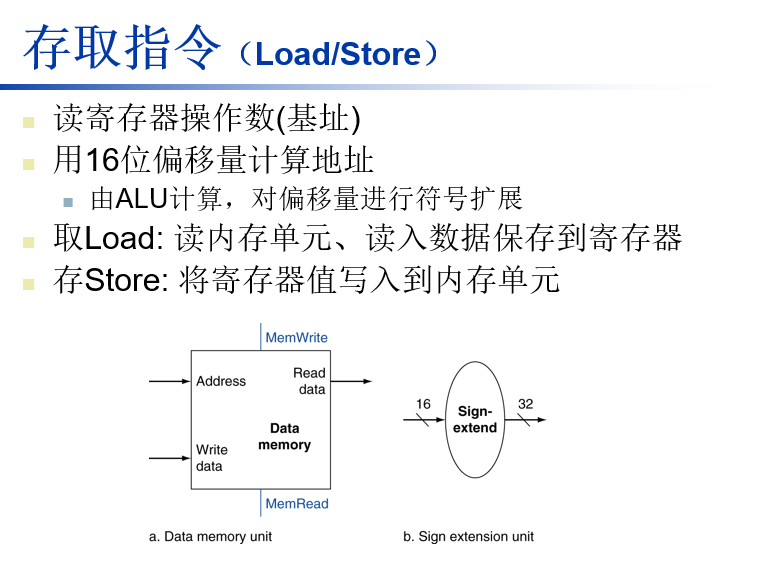 存取指令（Load/Store）
读寄存器操作数(基址)
用16位偏移量计算地址
由ALU计算，对偏移量进行符号扩展
取Load: 读内存单元、读入数据保存到寄存器
存Store: 将寄存器值写入到内存单元
MemWrite
Address
Read
data
Data
memory
Write
data
MemRead
a. Data memory unit
16
Sign-
extend
32
b. Sign extension unit